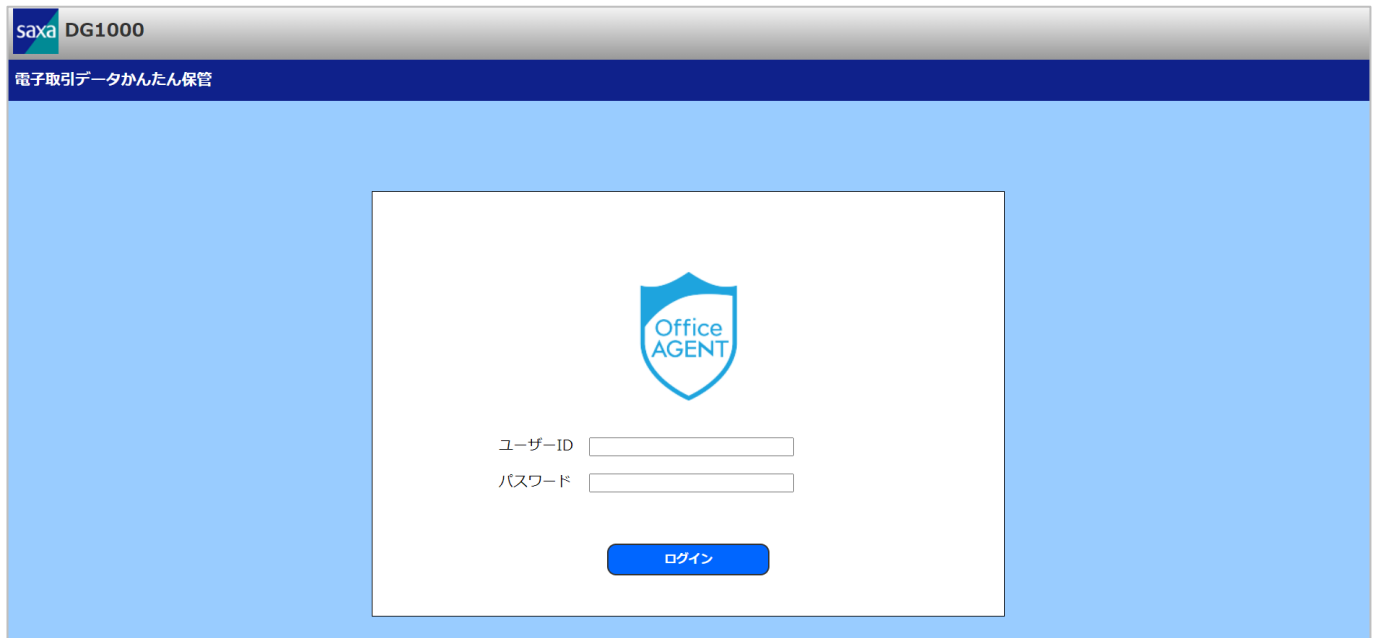 saxa DG1000
電子取引データかんたん保管
Office
AGENT
ユーザーID
パスワード
ログイン